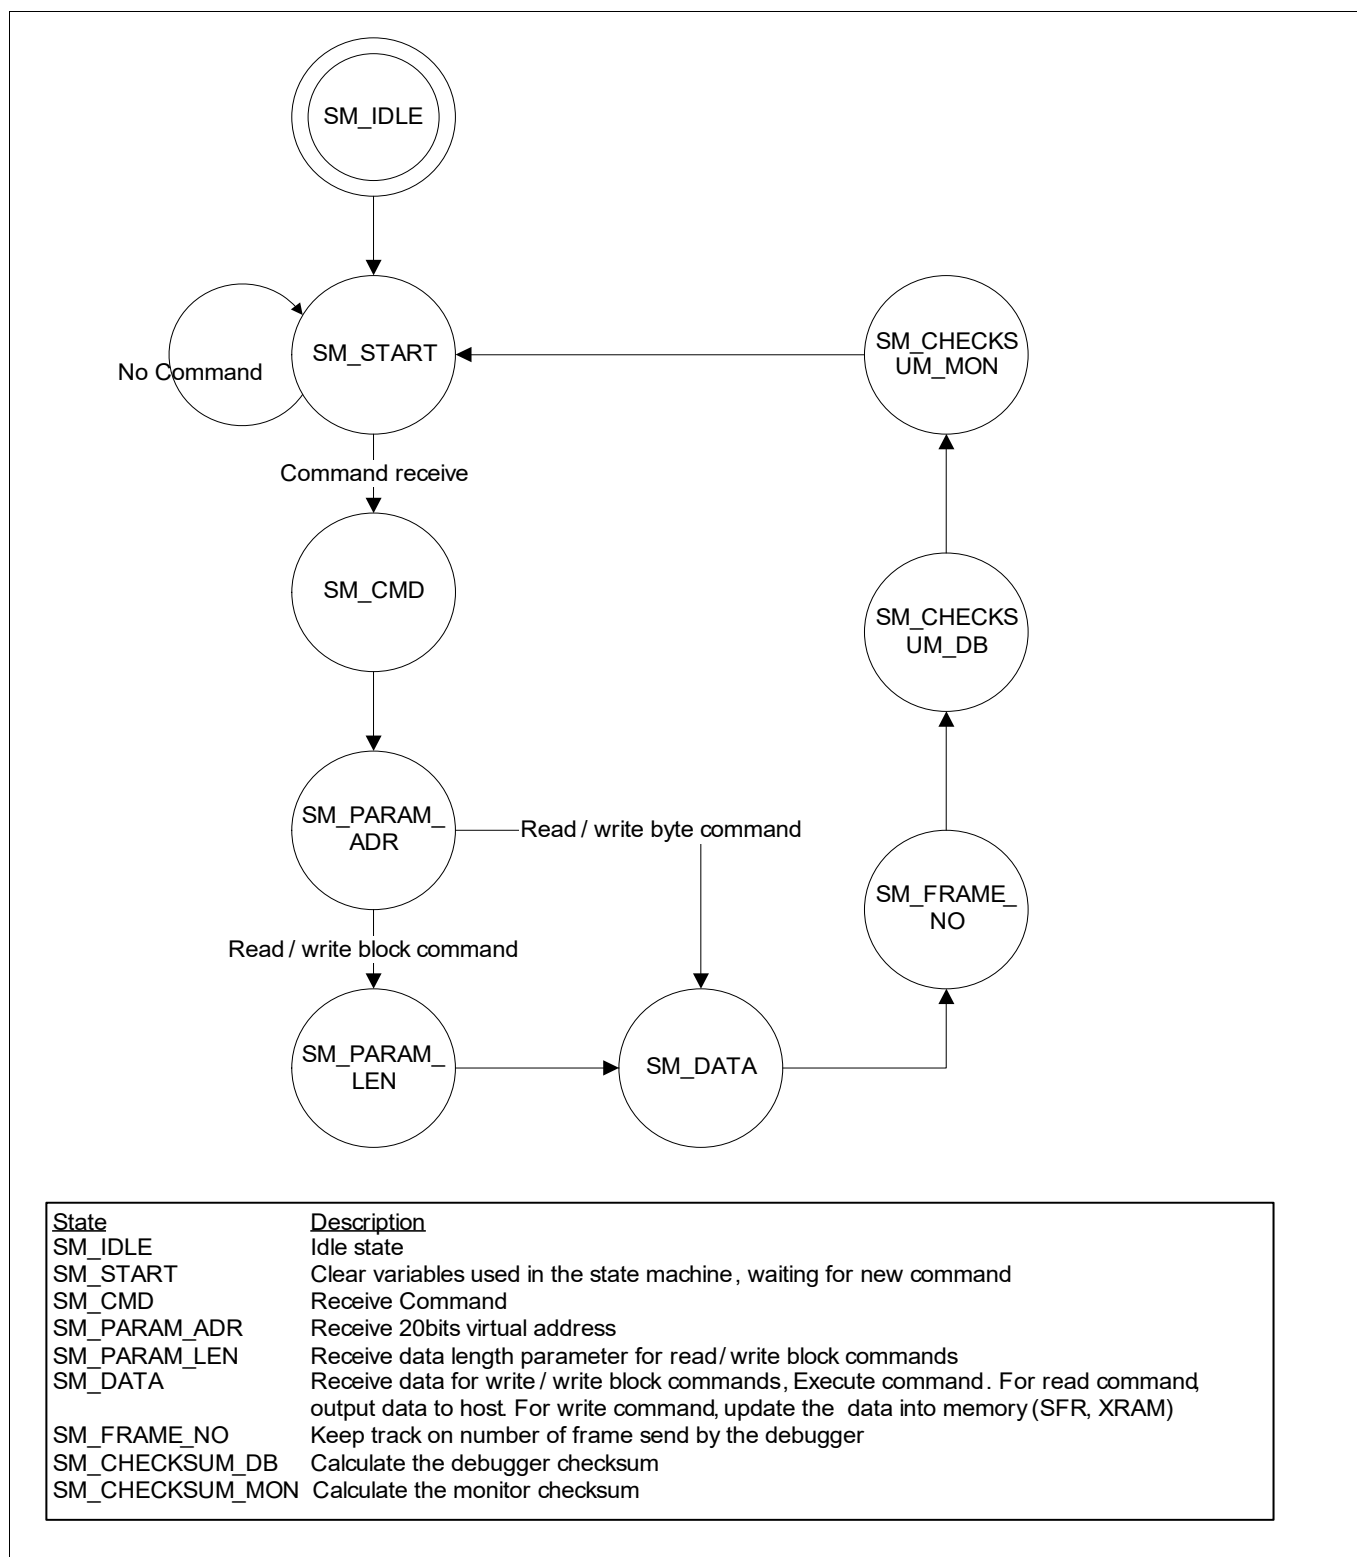 SM_IDLE
SM_START
No Command
Command receive
SM_CMD
SM_PARAM_
ADR
Read / write byte command
Read / write block command
SM_PARAM_
LEN
SM_DATA
SM_FRAME_
NO
SM_CHECKS
UM_DB
SM_CHECKS
UM_MON
State Description
SM_IDLE Idle state
SM_START Clear variables used in the state machine, waiting for new command
SM_CMD Receive Command
SM_PARAM_ADR Receive 20bits virtual address
SM_PARAM_LEN Receive data length parameter for read/ write block commands
SM_DATA Receive data for write / write block commands, Execute command. For read command,
output data to host. For write command, update the data into memory (SFR, XRAM)
SM_FRAME_NO Keep track on number of frame send by the debugger
SM_CHECKSUM_DB Calculate the debugger checksum
SM_CHECKSUM_MON Calculate the monitor checksum